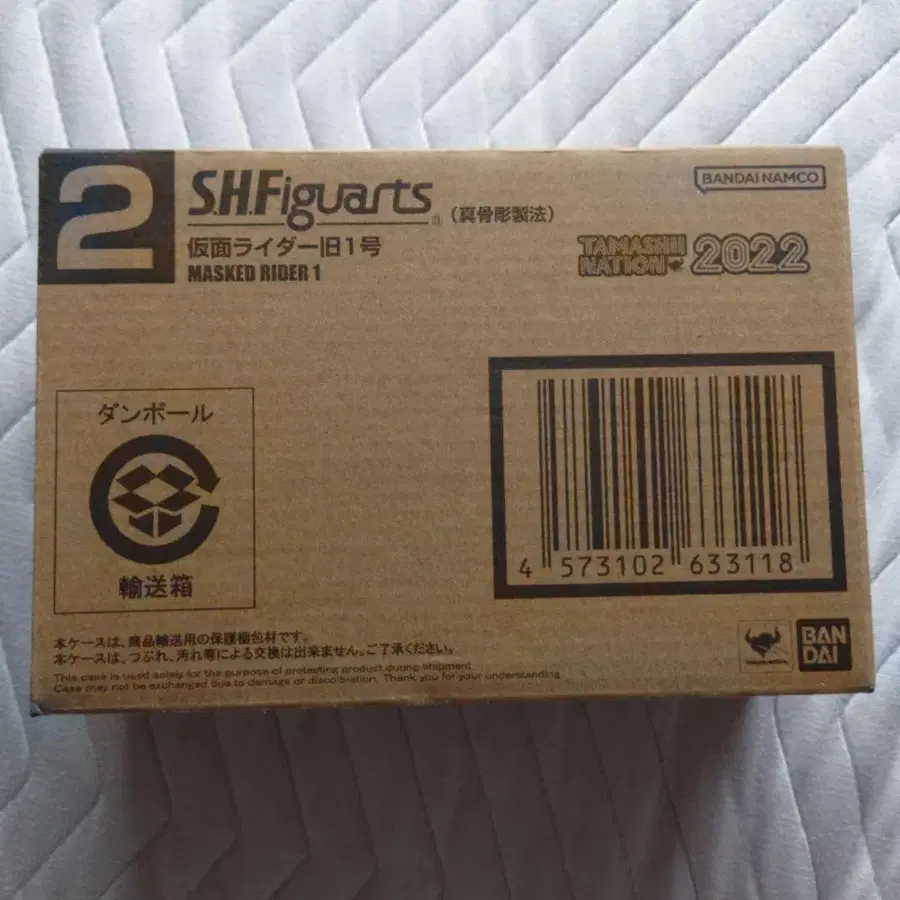 2
S.H.Figuarts
®
(真骨彫製法)
仮面ライダー旧1号
MASKED RIDER 1
BANDAI NAMCO
TAMASHII
NATION
2022
ダンボール
輸送箱
4 573102 633118
本ケースは、商品輸送用の保護梱包材です。
本ケースは、つぶれ、汚れ等による交換は出来ません。ご了承ください。
This case is used solely for the purpose of protecting product during shipment
Case may not be exchanged due to damage or discoloration. Thank you for your understanding
BAN
DAI